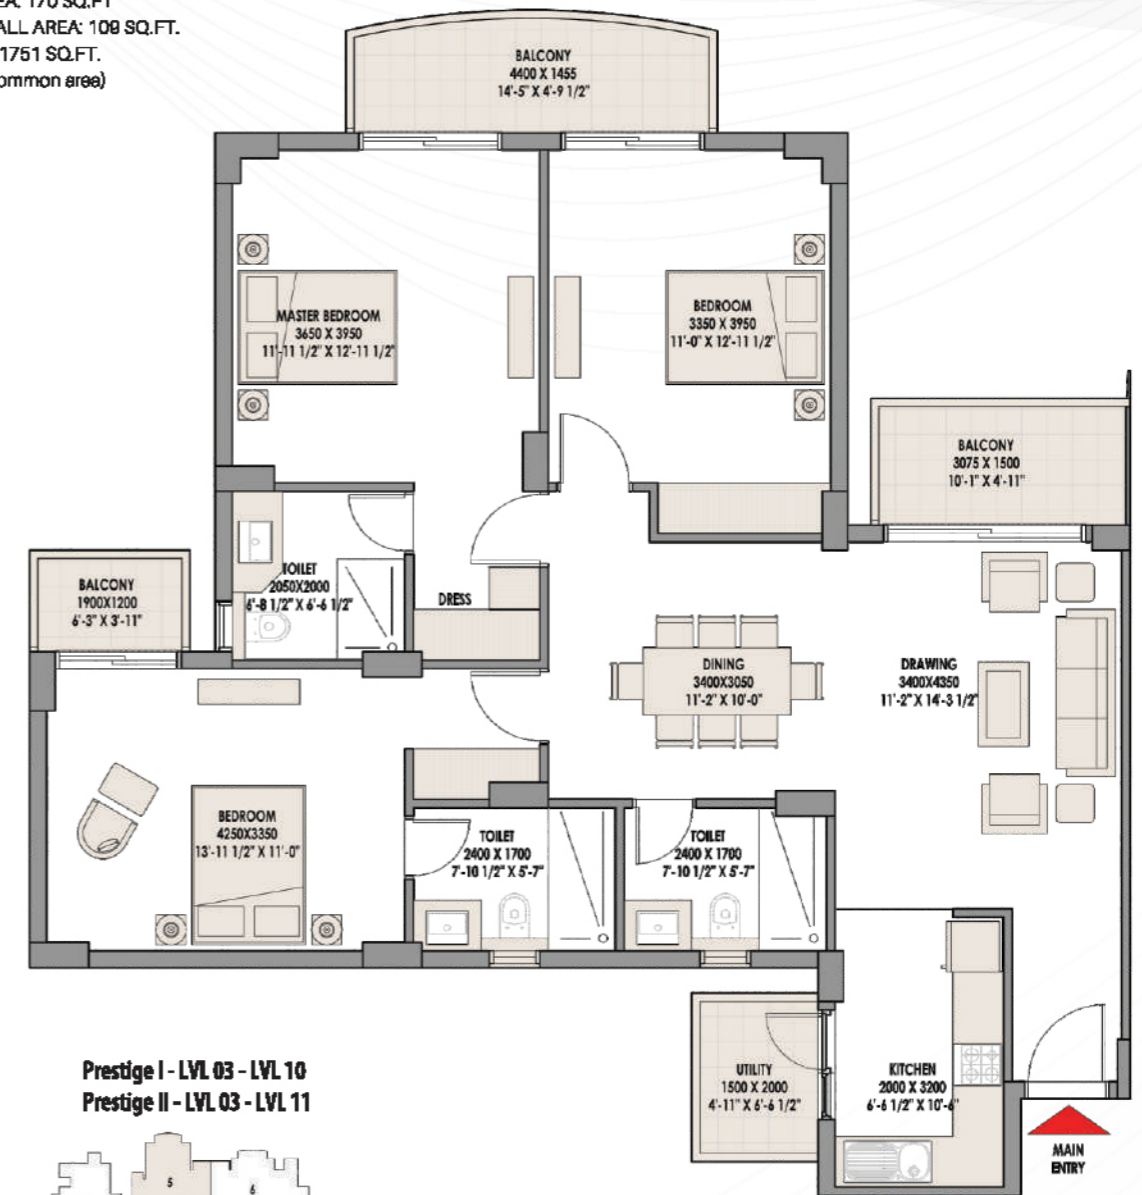 EA: 170 SQ.FT
ALL AREA: 109 SQ.FT.
1751 SQ.FT.
ommon area)
BALCONY
4400 X 1455
14'-5" X 4'-9 1/2"
MASTER BEDROOM
3650 X 3950
11'-11 1/2" X 12'-11 1/2"
BEDROOM
3350 X 3950
11'-0" X 12'-11 1/2"
BALCONY
3075 X 1500
10'-1" X 4'-11"
BALCONY
1900X1200
6'-3" X 3'-11"
TOILET
2050X2000
6'-8 1/2" X 6'-6 1/2"
DRESS
DINING
3400X3050
11'-2" X 10'-0"
DRAWING
3400X4350
11'-2" X 14'-3 1/2"
BEDROOM
4250X3350
13'-11 1/2" X 11'-0"
TOILET
2400 X 1700
7'-10 1/2" X 5'-7"
TOILET
2400 X 1700
7'-10 1/2" X 5'-7"
UTILITY
1500 X 2000
4'-11" X 6'-6 1/2"
KITCHEN
2000 X 3200
6'-6 1/2" X 10'-6"
MAIN
ENTRY
Prestige I - LVL 03 - LVL 10
Prestige II - LVL 03 - LVL 11
5
6